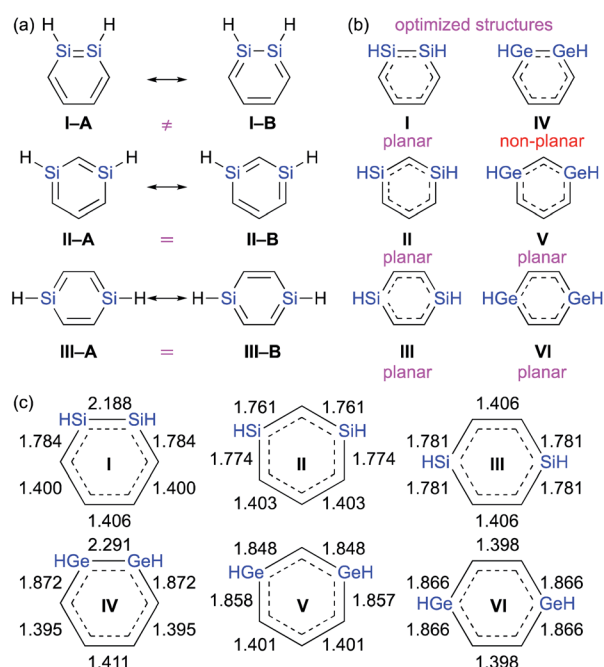 (a)
H H
Si Si
I–A
≠
H
Si Si
I–B
H H
Si Si
II–A
=
H H
Si Si
II–B
H Si Si H
III–A
=
H Si Si H
III–B
(b) optimized structures
HSi SiH
I
planar
HGe GeH
IV
non-planar
HSi SiH
II
planar
HGe GeH
V
planar
HSi SiH
III
planar
HGe GeH
VI
planar
(c)
2.188
HSi SiH
1.784 1.784
I
1.400 1.400
1.406
1.761 1.761
HSi SiH
II
1.774 1.774
1.403 1.403
1.406
1.781 1.781
HSi III SiH
1.781 1.781
1.406
2.291
HGe GeH
1.872 1.872
IV
1.395 1.395
1.411
1.848 1.848
HGe GeH
1.858 V 1.857
1.401 1.401
1.398
1.866 1.866
HGe VI GeH
1.866 1.866
1.398